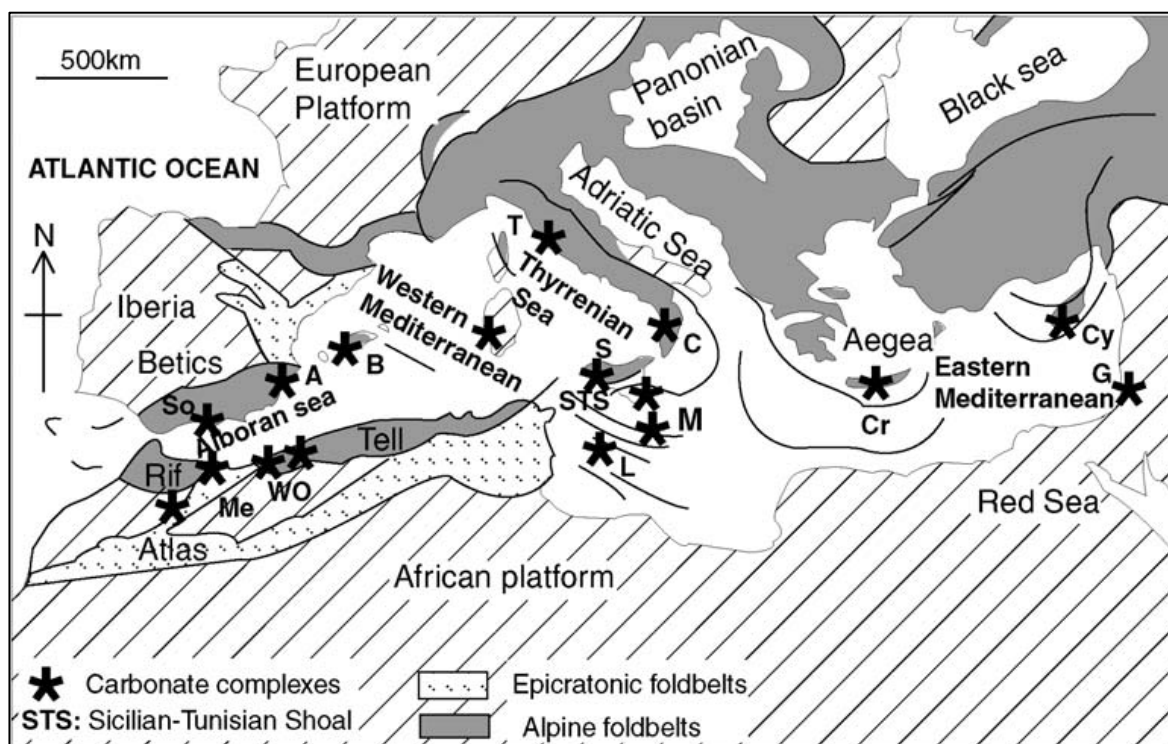 500km
European
Platform
Panonian
basin
Black sea
ATLANTIC OCEAN
N
Adriatic Sea
T
Thyrrenian
Sea
Iberia
Western
Mediterranean
Betics
A
B
S
C
Aegea
Cy
So
Alboran sea
STS
M
Eastern
Mediterranean
G
Rif
Tell
Cr
L
Me
WO
Atlas
Red Sea
African platform
Carbonate complexes
Epicratonic foldbelts
STS: Sicilian-Tunisian Shoal
Alpine foldbelts